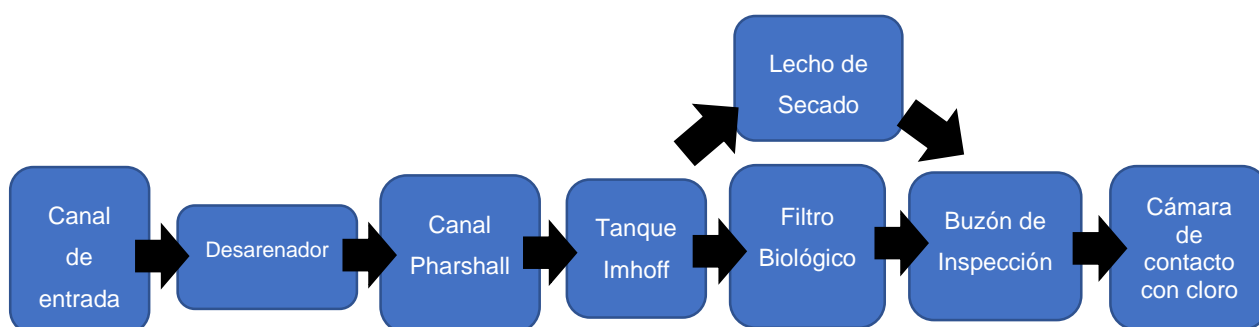 Lecho de
Secado
Canal
de
entrada
Desarenador
Canal
Pharshall
Tanque
Imhoff
Filtro
Biológico
Buzón de
Inspección
Cámara
de
contacto
con cloro